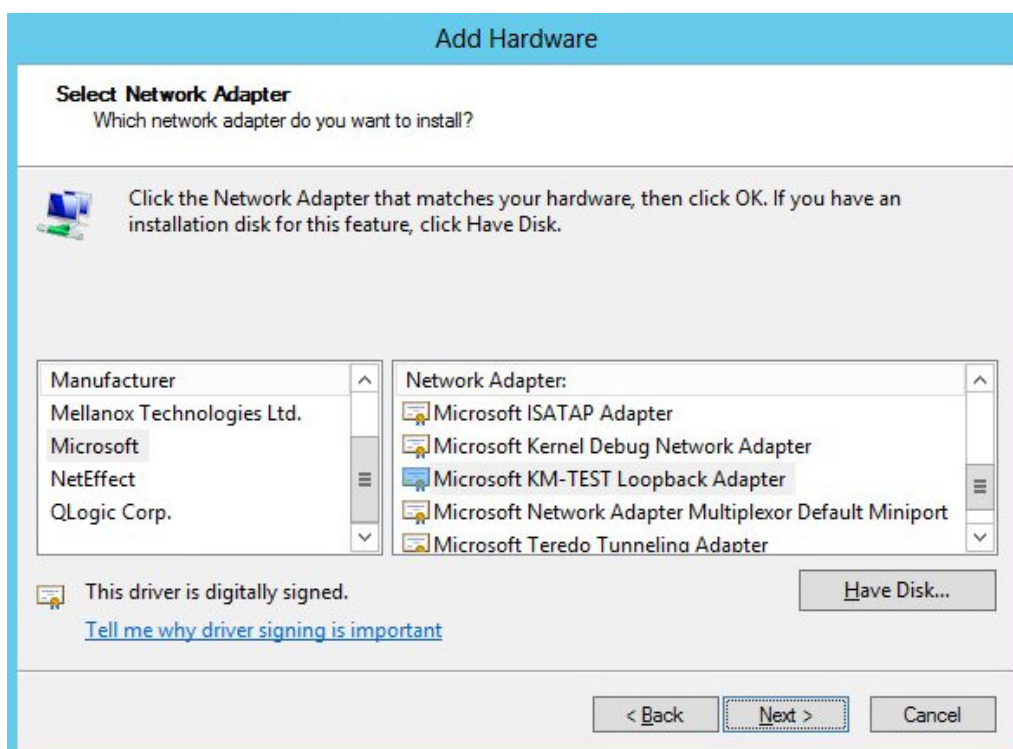 Add Hardware
Select Network Adapter
Which network adapter do you want to install?
Click the Network Adapter that matches your hardware, then click OK. If you have an
installation disk for this feature, click Have Disk.
Manufacturer
Mellanox Technologies Ltd.
Microsoft
NetEffect
QLogic Corp.
Network Adapter:
Microsoft ISATAP Adapter
Microsoft Kernel Debug Network Adapter
Microsoft KM-TEST Loopback Adapter
Microsoft Network Adapter Multiplexor Default Miniport
Microsoft Teredo Tunneling Adapter
This driver is digitally signed.
Tell me why driver signing is important
Have Disk...
< Back
Next >
Cancel